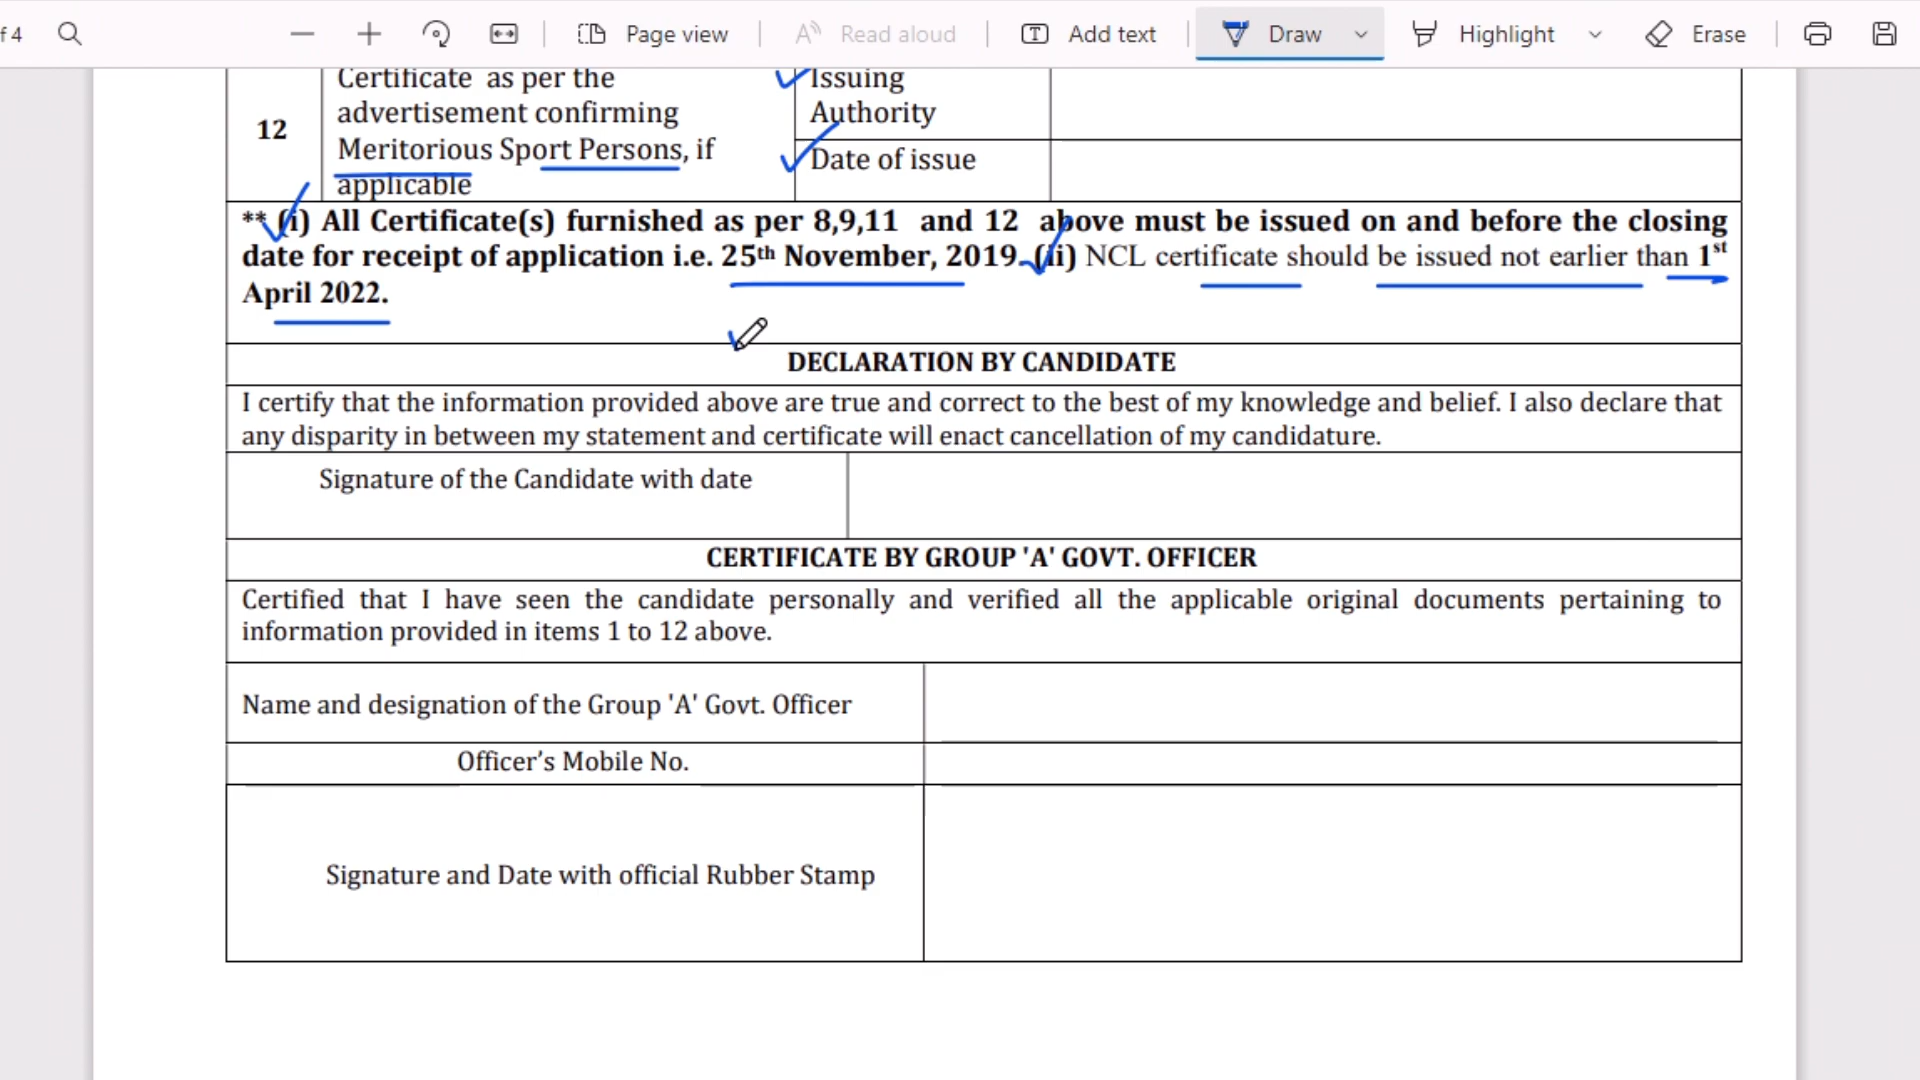 f 4 Page view Read aloud Add text Draw Highlight Erase
Certificate as per the
advertisement confirming
Meritorious Sport Persons, if
applicable
12
Issuing
Authority
Date of issue
** (i) All Certificate(s) furnished as per 8,9,11 and 12 above must be issued on and before the closing
date for receipt of application i.e. 25th November, 2019. (ii) NCL certificate should be issued not earlier than 1st
April 2022.
DECLARATION BY CANDIDATE
I certify that the information provided above are true and correct to the best of my knowledge and belief. I also declare that
any disparity in between my statement and certificate will enact cancellation of my candidature.
Signature of the Candidate with date
CERTIFICATE BY GROUP 'A' GOVT. OFFICER
Certified that I have seen the candidate personally and verified all the applicable original documents pertaining to
information provided in items 1 to 12 above.
Name and designation of the Group 'A' Govt. Officer
Officer’s Mobile No.
Signature and Date with official Rubber Stamp